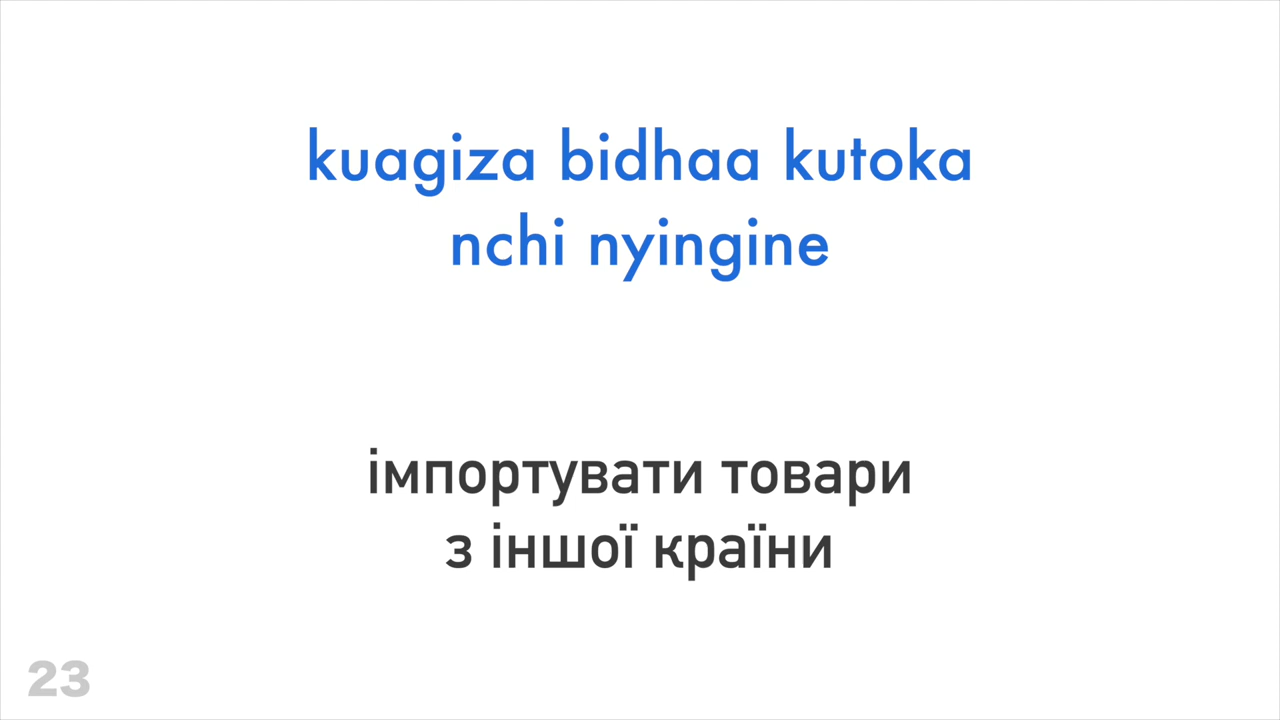 kuagiza bidhaa kutoka
nchi nyingine
імпортувати товари
з іншої країни
23